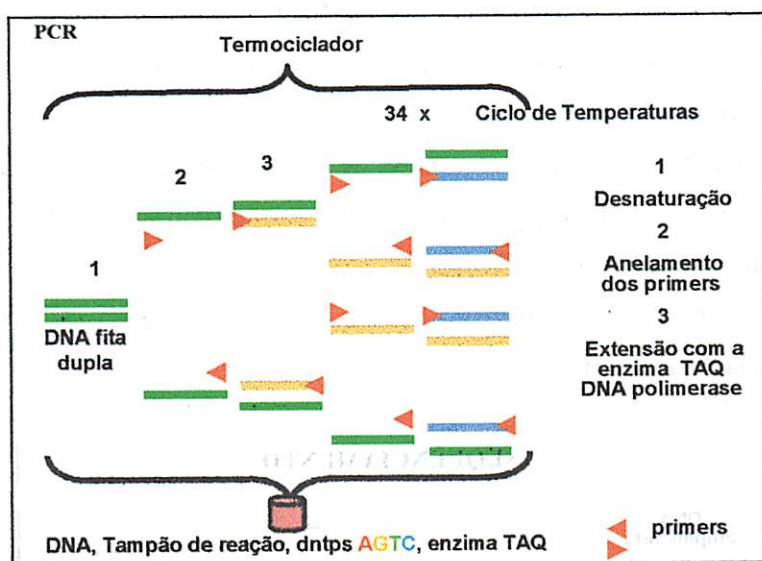 PCR
Termociclador
34 x Ciclo de Temperaturas
1
2
3
DNA fita
dupla
1
Desnaturação
2
Anelamento
dos primers
3
Extensão com a
enzima TAQ
DNA polimerase
DNA, Tampão de reação, dntps AGTC, enzima TAQ
primers